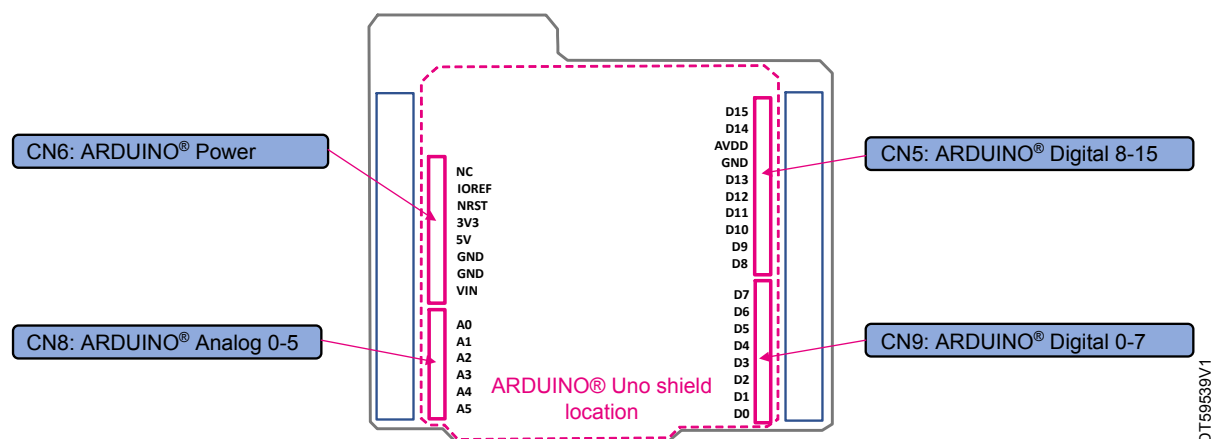 CN6: ARDUINO® Power
NC
IOREF
NRST
3V3
5V
GND
GND
VIN
CN8: ARDUINO® Analog 0-5
A0
A1
A2
A3
A4
A5
D15
D14
AVDD
GND
D13
D12
D11
D10
D9
D8
CN5: ARDUINO® Digital 8-15
D7
D6
D5
D4
D3
D2
D1
D0
CN9: ARDUINO® Digital 0-7
ARDUINO® Uno shield
location
DT59539V1